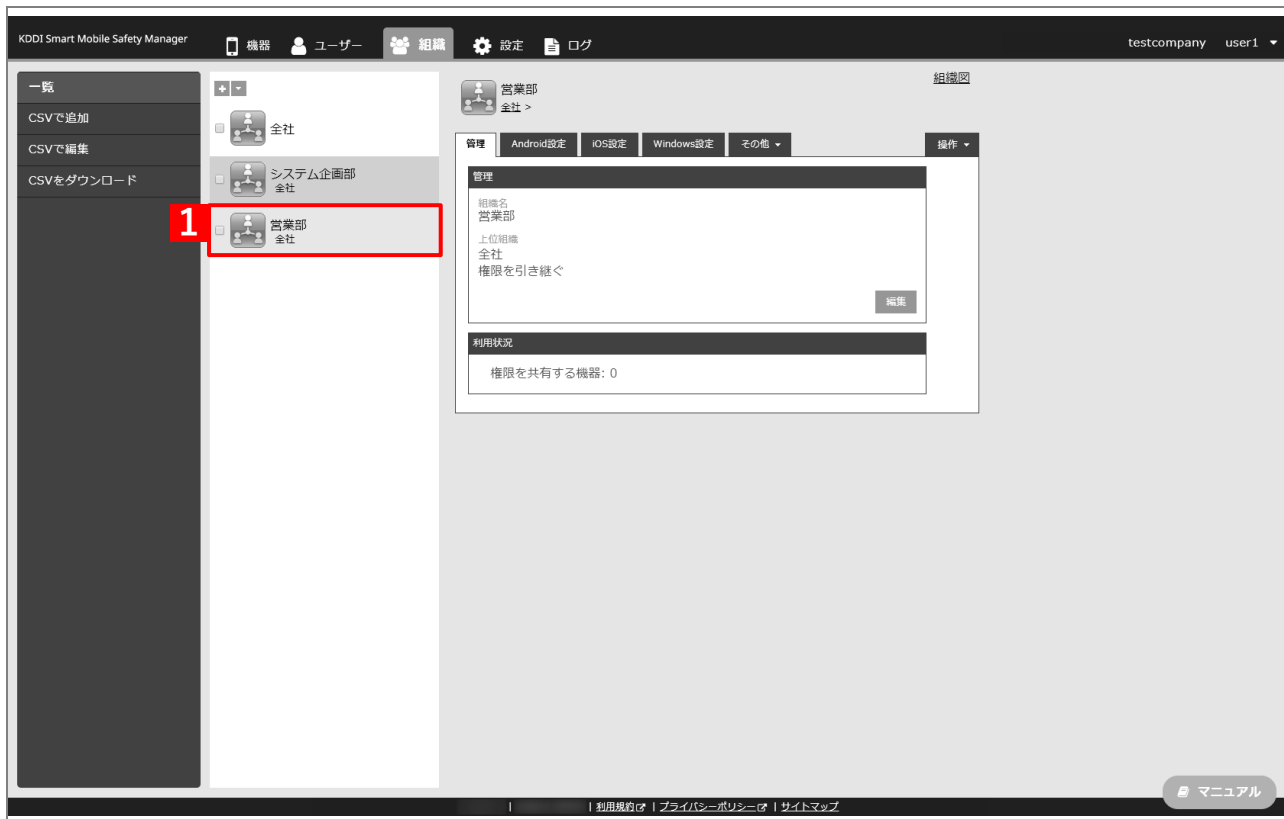 KDDI Smart Mobile Safety Manager
機器 ユーザー 組織 設定 ログ
testcompany user1
一覧
CSVで追加
CSVで編集
CSVをダウンロード
全社
システム企画部
全社
1
営業部
全社
営業部
全社 >
組織図
管理 Android設定 iOS設定 Windows設定 その他
操作
管理
組織名
営業部
上位組織
全社
権限を引き継ぐ
編集
利用状況
権限を共有する機器: 0
マニュアル
| | 利用規約 | プライバシーポリシー | サイトマップ